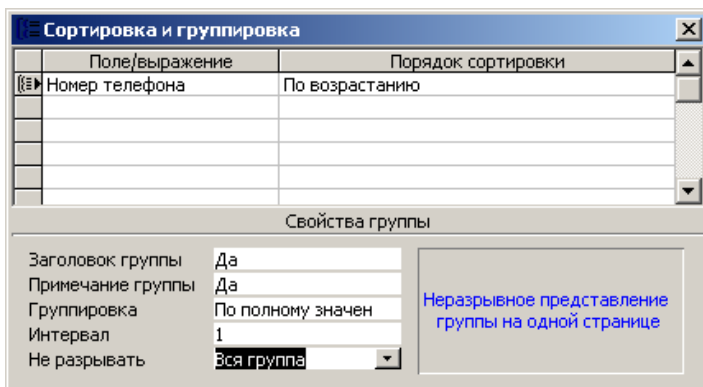 Сортировка и группировка
Поле/выражение Порядок сортировки
Номер телефона По возрастанию
Свойства группы
Заголовок группы Да
Примечание группы Да
Группировка По полному значен
Интервал 1
Не разрывать Вся группа
Неразрывное представление
группы на одной странице